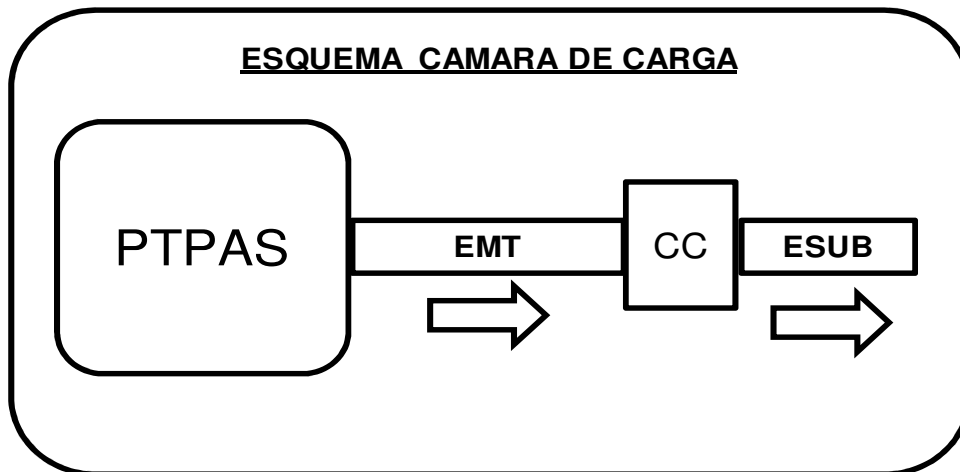 ESQUEMA CAMARA DE CARGA
PTPAS
EMT
CC
ESUB